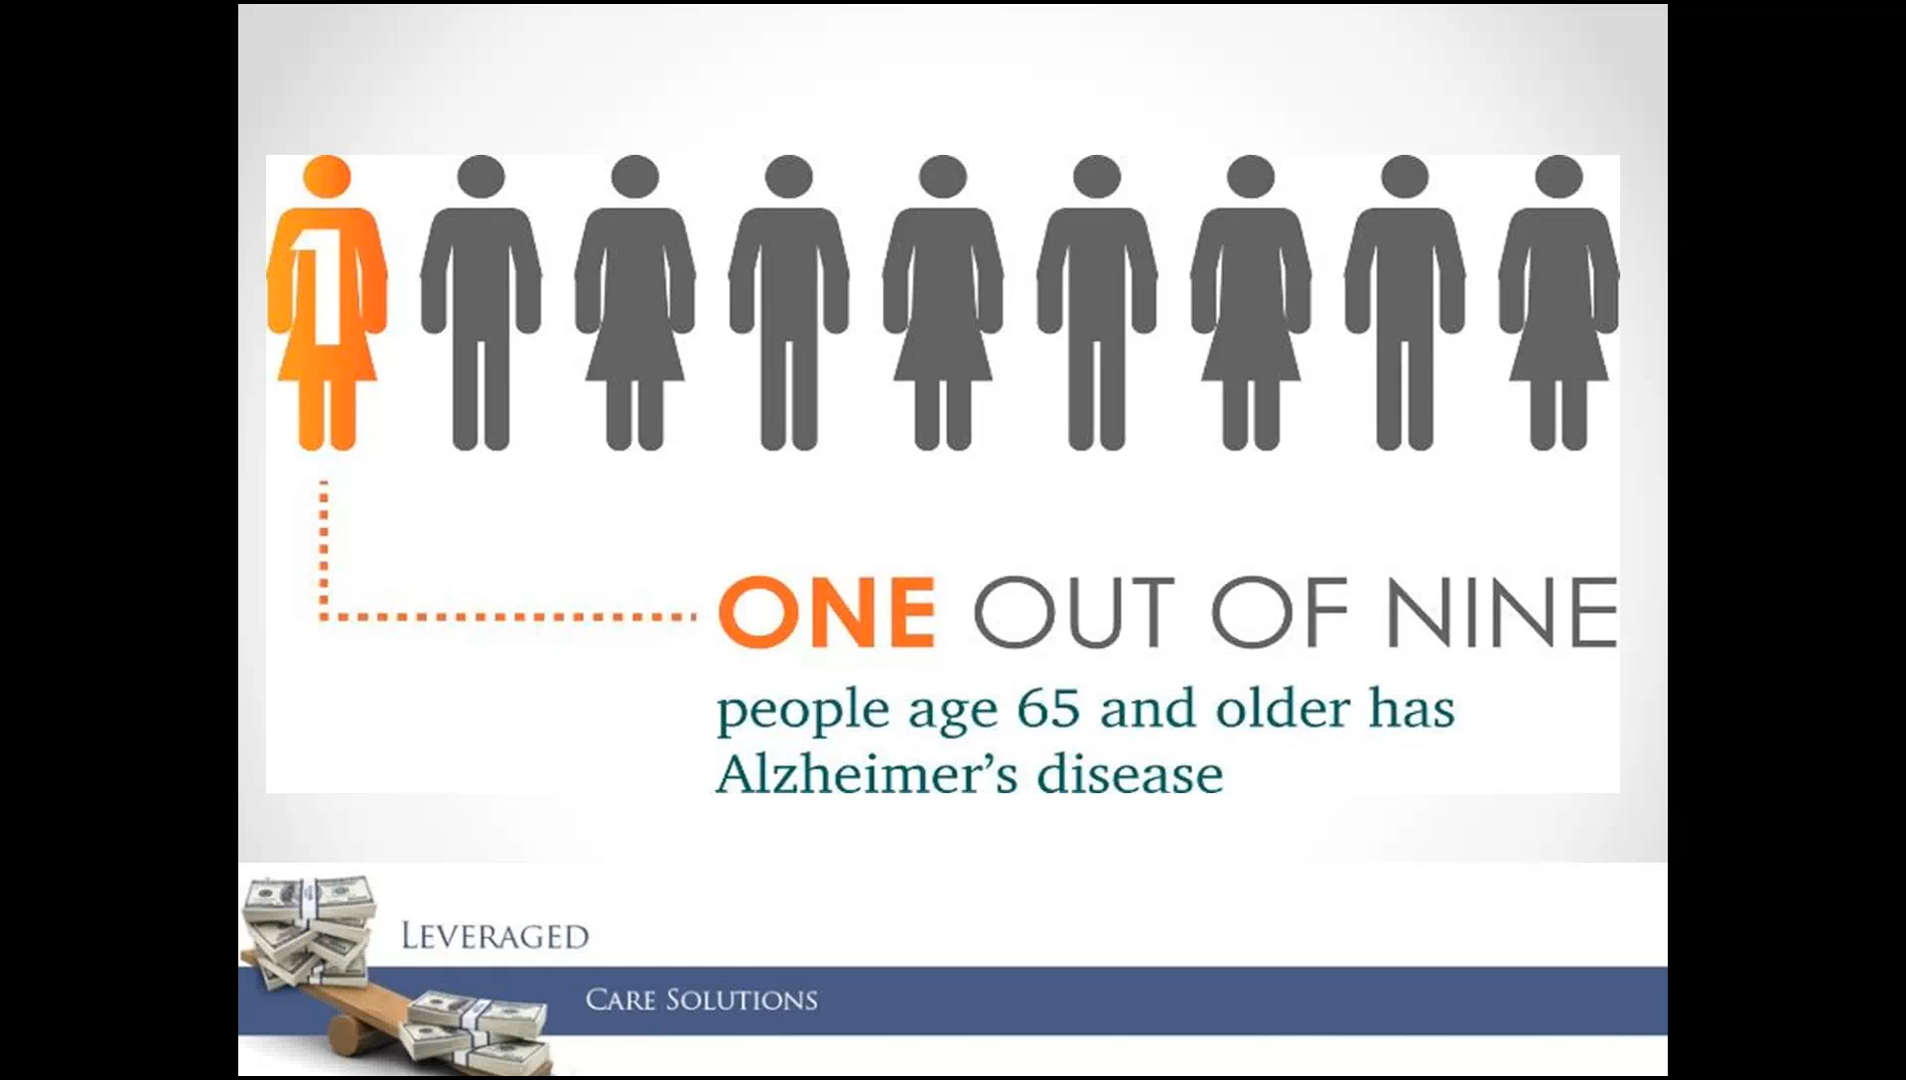 1
ONE OUT OF NINE
people age 65 and older has
Alzheimer’s disease
LEVERAGED
CARE SOLUTIONS